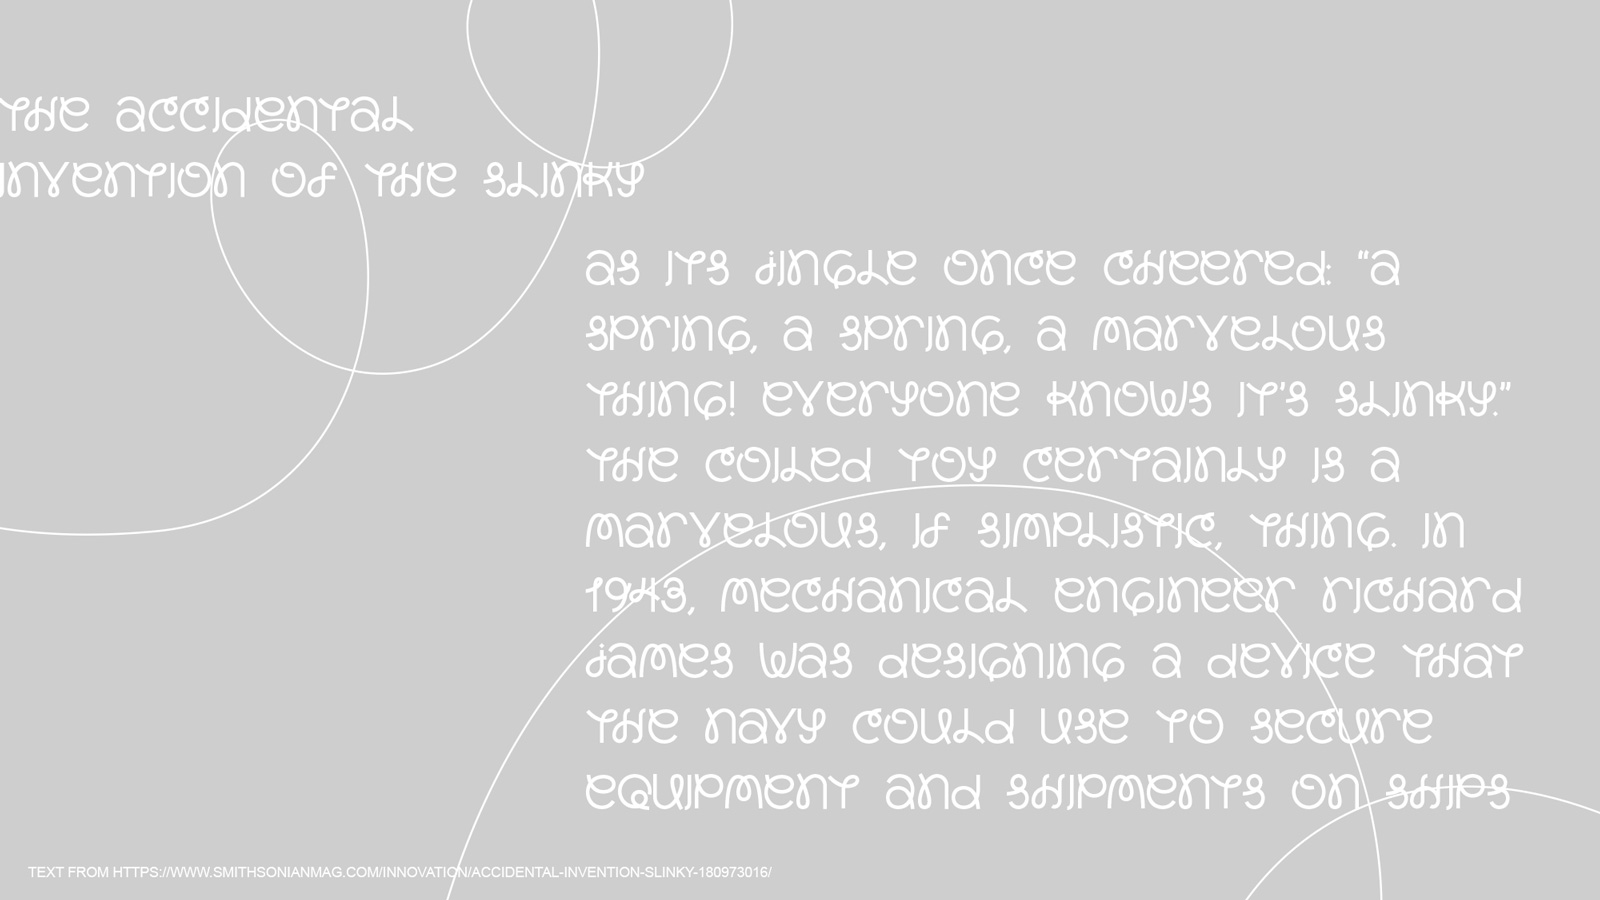 THE ACCIDENTAL
INVENTION OF THE SLINKY
AS ITS JINGLE ONCE CHEERED: "A
SPRING, A SPRING, A MARVELOUS
THING! EVERYONE KNOWS IT'S SLINKY."
THE COILED TOY CERTAINLY IS A
MARVELOUS, IF SIMPLISTIC, THING. IN
1943, MECHANICAL ENGINEER RICHARD
JAMES WAS DESIGNING A DEVICE THAT
THE NAVY COULD USE TO SECURE
EQUIPMENT AND SHIPMENTS ON SHIPS
TEXT FROM HTTPS://WWW.SMITHSONIANMAG.COM/INNOVATION/ACCIDENTAL-INVENTION-SLINKY-180973016/